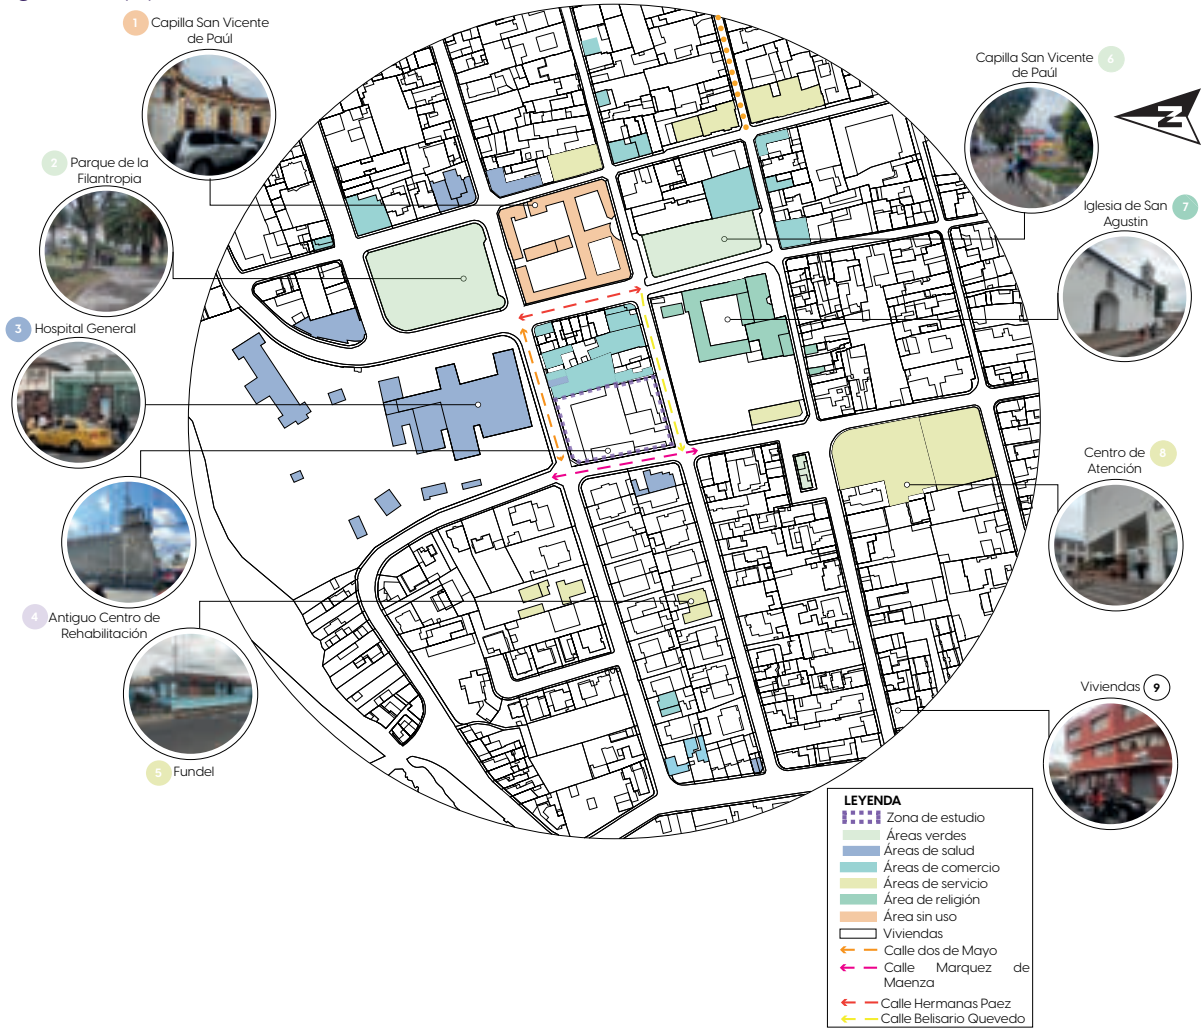 1 Capilla San Vicente
de Paúl
2 Parque de la
Filantropia
3 Hospital General
4 Antiguo Centro de
Rehabilitación
5 Fundel
Capilla San Vicente 6
de Paúl
N
Iglesia de San 7
Agustin
Centro de 8
Atención
Viviendas 9
LEYENDA
Zona de estudio
Áreas verdes
Áreas de salud
Áreas de comercio
Áreas de servicio
Área de religión
Área sin uso
Viviendas
Calle dos de Mayo
Calle Marquez de
Maenza
Calle Hermanas Paez
Calle Belisario Quevedo